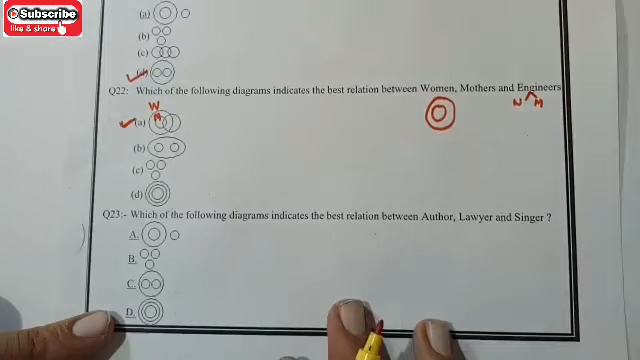 Subscribe
like & share
(a)
(b)
(c)
Q22: Which of the following diagrams indicates the best relation between Women, Mothers and Engineers
W
M
N M
(a)
(b)
(c)
(d)
Q23:- Which of the following diagrams indicates the best relation between Author, Lawyer and Singer ?
A.
B.
C.
D.